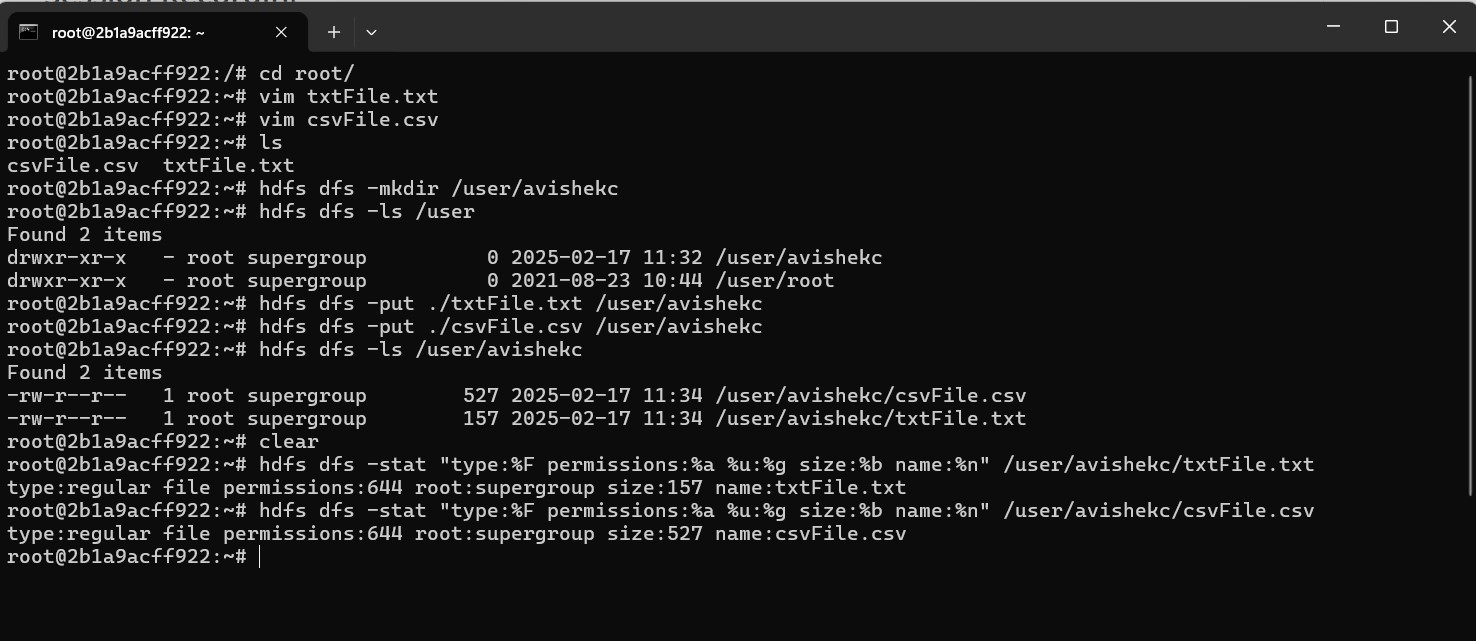 root@2b1a9acff922: ~
root@2b1a9acff922:/# cd root/
root@2b1a9acff922:~# vim txtFile.txt
root@2b1a9acff922:~# vim csvFile.csv
root@2b1a9acff922:~# ls
csvFile.csv  txtFile.txt
root@2b1a9acff922:~# hdfs dfs -mkdir /user/avishekc
root@2b1a9acff922:~# hdfs dfs -ls /user
Found 2 items
drwxr-xr-x   - root supergroup          0 2025-02-17 11:32 /user/avishekc
drwxr-xr-x   - root supergroup          0 2021-08-23 10:44 /user/root
root@2b1a9acff922:~# hdfs dfs -put ./txtFile.txt /user/avishekc
root@2b1a9acff922:~# hdfs dfs -put ./csvFile.csv /user/avishekc
root@2b1a9acff922:~# hdfs dfs -ls /user/avishekc
Found 2 items
-rw-r--r--   1 root supergroup        527 2025-02-17 11:34 /user/avishekc/csvFile.csv
-rw-r--r--   1 root supergroup        157 2025-02-17 11:34 /user/avishekc/txtFile.txt
root@2b1a9acff922:~# clear
root@2b1a9acff922:~# hdfs dfs -stat "type:%F permissions:%a %u:%g size:%b name:%n" /user/avishekc/txtFile.txt
type:regular file permissions:644 root:supergroup size:157 name:txtFile.txt
root@2b1a9acff922:~# hdfs dfs -stat "type:%F permissions:%a %u:%g size:%b name:%n" /user/avishekc/csvFile.csv
type:regular file permissions:644 root:supergroup size:527 name:csvFile.csv
root@2b1a9acff922:~#